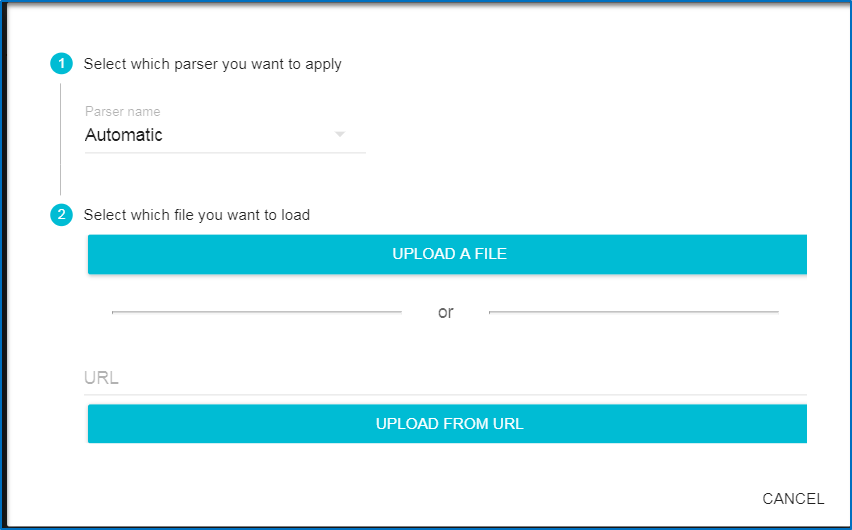 1 Select which parser you want to apply
Parser name
Automatic
2 Select which file you want to load
UPLOAD A FILE
or
URL
UPLOAD FROM URL
CANCEL